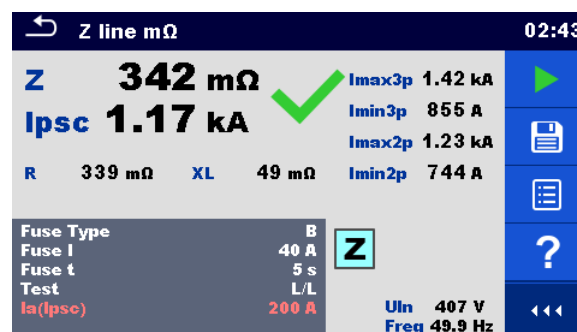 Z line mΩ 02:43
Z 342 mΩ
Ipsc 1.17 kA
Imax3p 1.42 kA
Imin3p 855 A
Imax2p 1.23 kA
R 339 mΩ XL 49 mΩ Imin2p 744 A
Fuse Type B
Fuse I 40 A
Fuse t 5 s
Test L/L
Ia(Ipsc) 200 A
Z
?
Uln 407 V
Freq 49.9 Hz